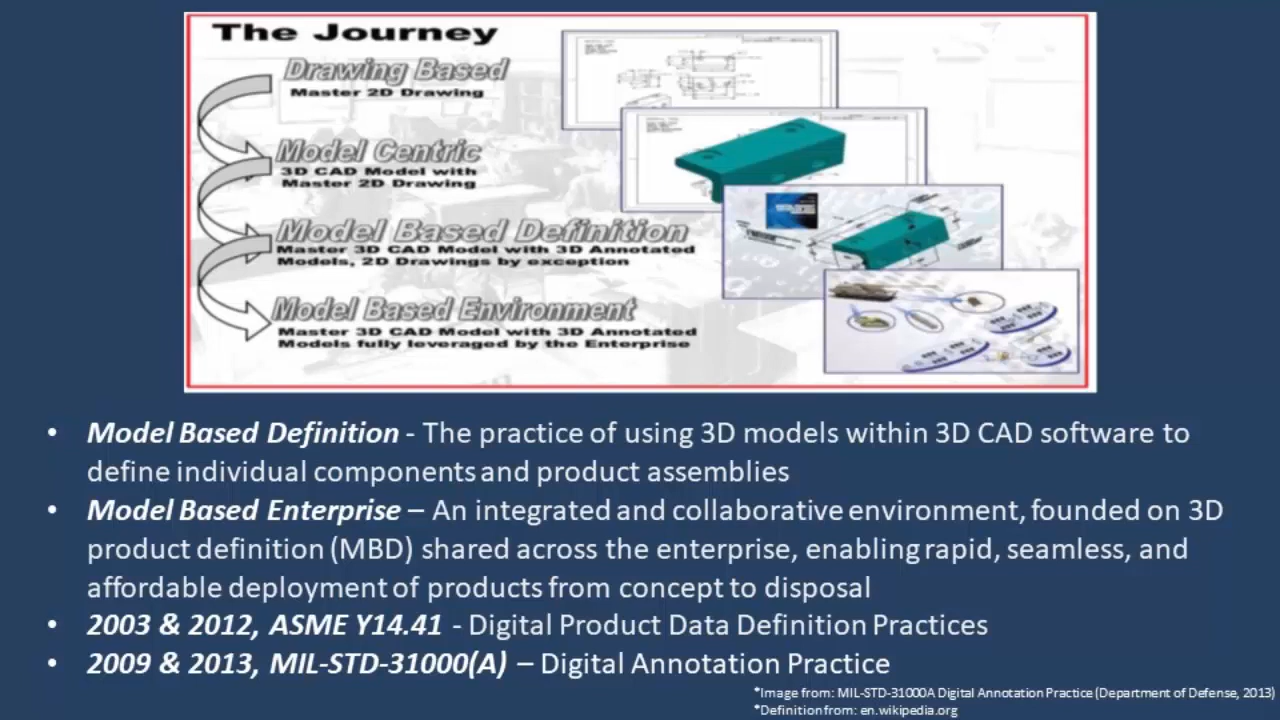 The Journey
Drawing Based
Master 2D Drawing
Model Centric
3D CAD Model with
Master 2D Drawing
Model Based Definition
Master 3D CAD Model with 3D Annotated
Models, 2D Drawings by exception
Model Based Environment
Master 3D CAD Model with 3D Annotated
Models fully leveraged by the Enterprise
• Model Based Definition - The practice of using 3D models within 3D CAD software to
define individual components and product assemblies
• Model Based Enterprise – An integrated and collaborative environment, founded on 3D
product definition (MBD) shared across the enterprise, enabling rapid, seamless, and
affordable deployment of products from concept to disposal
• 2003 & 2012, ASME Y14.41 - Digital Product Data Definition Practices
• 2009 & 2013, MIL-STD-31000(A) – Digital Annotation Practice
*Image from: MIL-STD-31000A Digital Annotation Practice (Department of Defense, 2013)
*Definition from: en.wikipedia.org